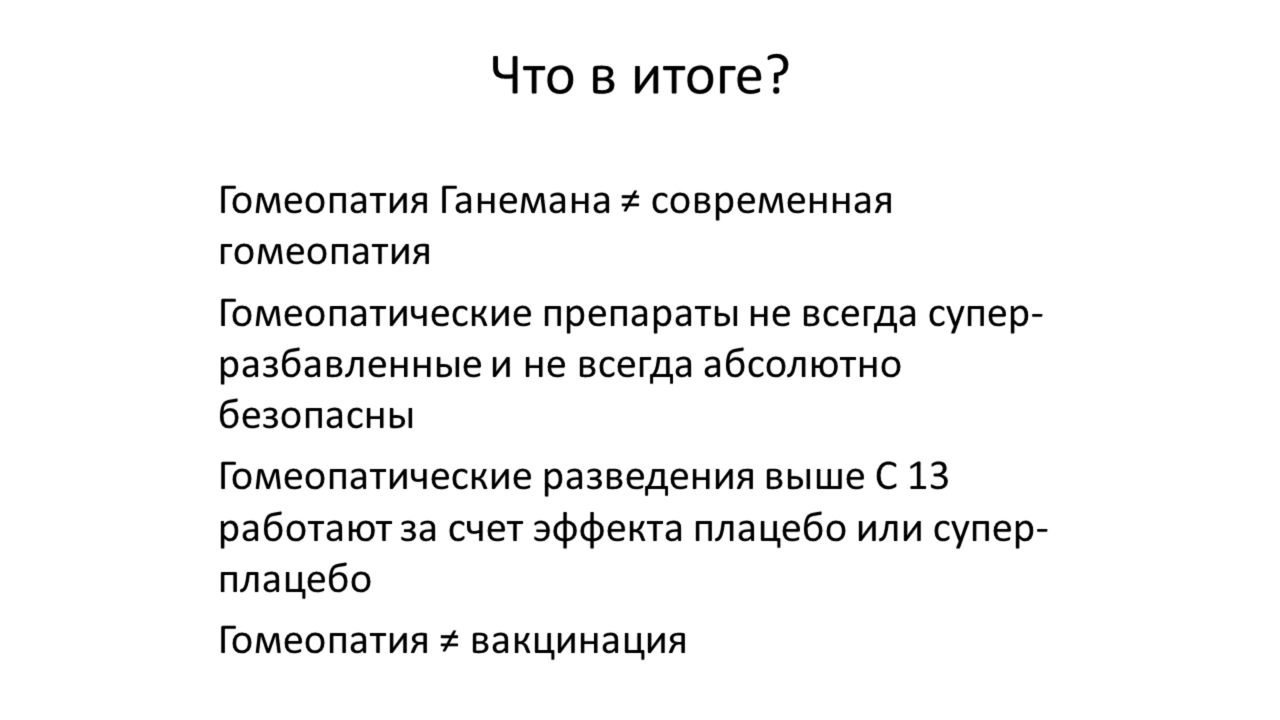 Что в итоге?
Гомеопатия Ганемана ≠ современная
гомеопатия
Гомеопатические препараты не всегда супер-
разбавленные и не всегда абсолютно
безопасны
Гомеопатические разведения выше С 13
работают за счет эффекта плацебо или супер-
плацебо
Гомеопатия ≠ вакцинация